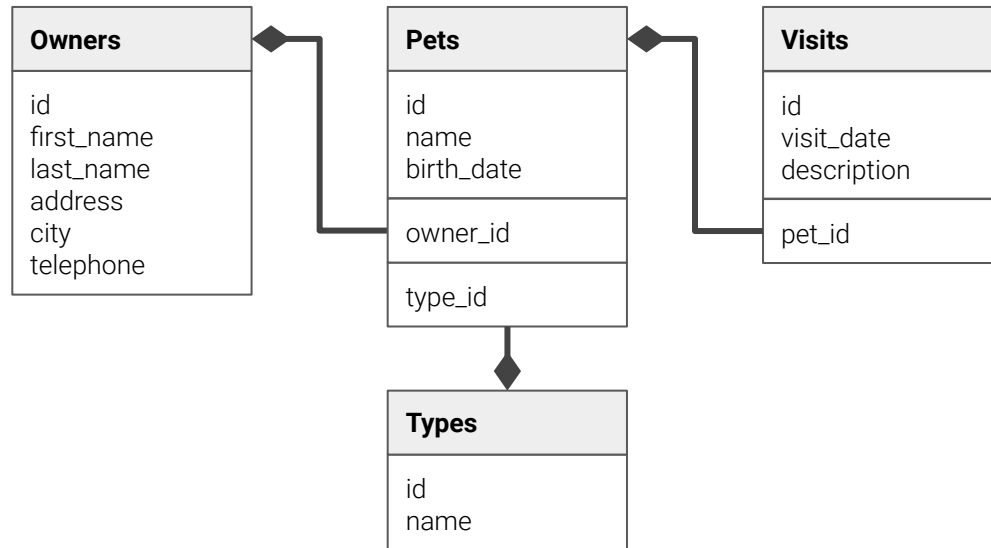 Owners
id
first_name
last_name
address
city
telephone
Pets
id
name
birth_date
owner_id
type_id
Visits
id
visit_date
description
pet_id
Types
id
name